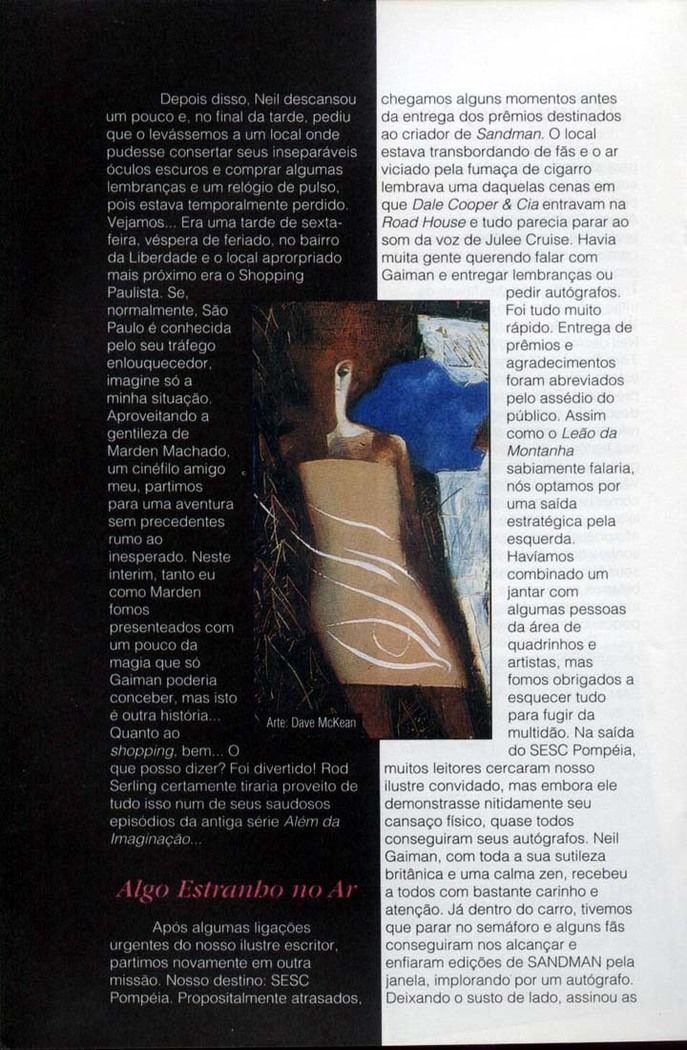 Depois disso, Neil descansou
um pouco e, no final da tarde, pediu
que o levássemos a um local onde
pudesse consertar seus inseparáveis
óculos escuros e comprar algumas
lembranças e um relógio de pulso,
pois estava temporalmente perdido.
Vejamos... Era uma tarde de sexta-
feira, véspera de feriado, no bairro
da Liberdade e o local aprorpriado
mais próximo era o Shopping
Paulista. Se,
normalmente, São
Paulo é conhecida
pelo seu tráfego
enlouquecedor,
imagine só a
minha situação.
Aproveitando a
gentileza de
Marden Machado,
um cinéfilo amigo
meu, partimos
para uma aventura
sem precedentes
rumo ao
inesperado. Neste
interim, tanto eu
como Marden
fomos
presenteados com
um pouco da
magia que só
Gaiman poderia
conceber, mas isto
é outra história...
Quanto ao
shopping, bem... O
que posso dizer? Foi divertido! Rod
Serling certamente tiraria proveito de
tudo isso num de seus saudosos
episódios da antiga série Além da
Imaginação...
Algo Estranho no Ar
Após algumas ligações
urgentes do nosso ilustre escritor,
partimos novamente em outra
missão. Nosso destino: SESC
Pompéia. Propositalmente atrasados,
chegamos alguns momentos antes
da entrega dos prêmios destinados
ao criador de Sandman. O local
estava transbordando de fãs e o ar
viciado pela fumaça de cigarro
lembrava uma daquelas cenas em
que Dale Cooper & Cia entravam na
Road House e tudo parecia parar ao
som da voz de Julee Cruise. Havia
muita gente querendo falar com
Gaiman e entregar lembranças ou
pedir autógrafos.
Foi tudo muito
rápido. Entrega de
prêmios e
agradecimentos
foram abreviados
pelo assédio do
público. Assim
como o Leão da
Montanha
sabiamente falaria,
nós optamos por
uma saída
estratégica pela
esquerda.
Havíamos
combinado um
jantar com
algumas pessoas
da área de
quadrinhos e
artistas, mas
fomos obrigados a
esquecer tudo
para fugir da
multidão. Na saída
do SESC Pompéia,
muitos leitores cercaram nosso
ilustre convidado, mas embora ele
demonstrasse nitidamente seu
cansaço físico, quase todos
conseguiram seus autógrafos. Neil
Gaiman, com toda a sua sutileza
britânica e uma calma zen, recebeu
a todos com bastante carinho e
atenção. Já dentro do carro, tivemos
que parar no semáforo e alguns fãs
conseguiram nos alcançar e
enfiaram edições de SANDMAN pela
janela, implorando por um autógrafo.
Deixando o susto de lado, assinou as
Arte: Dave McKean